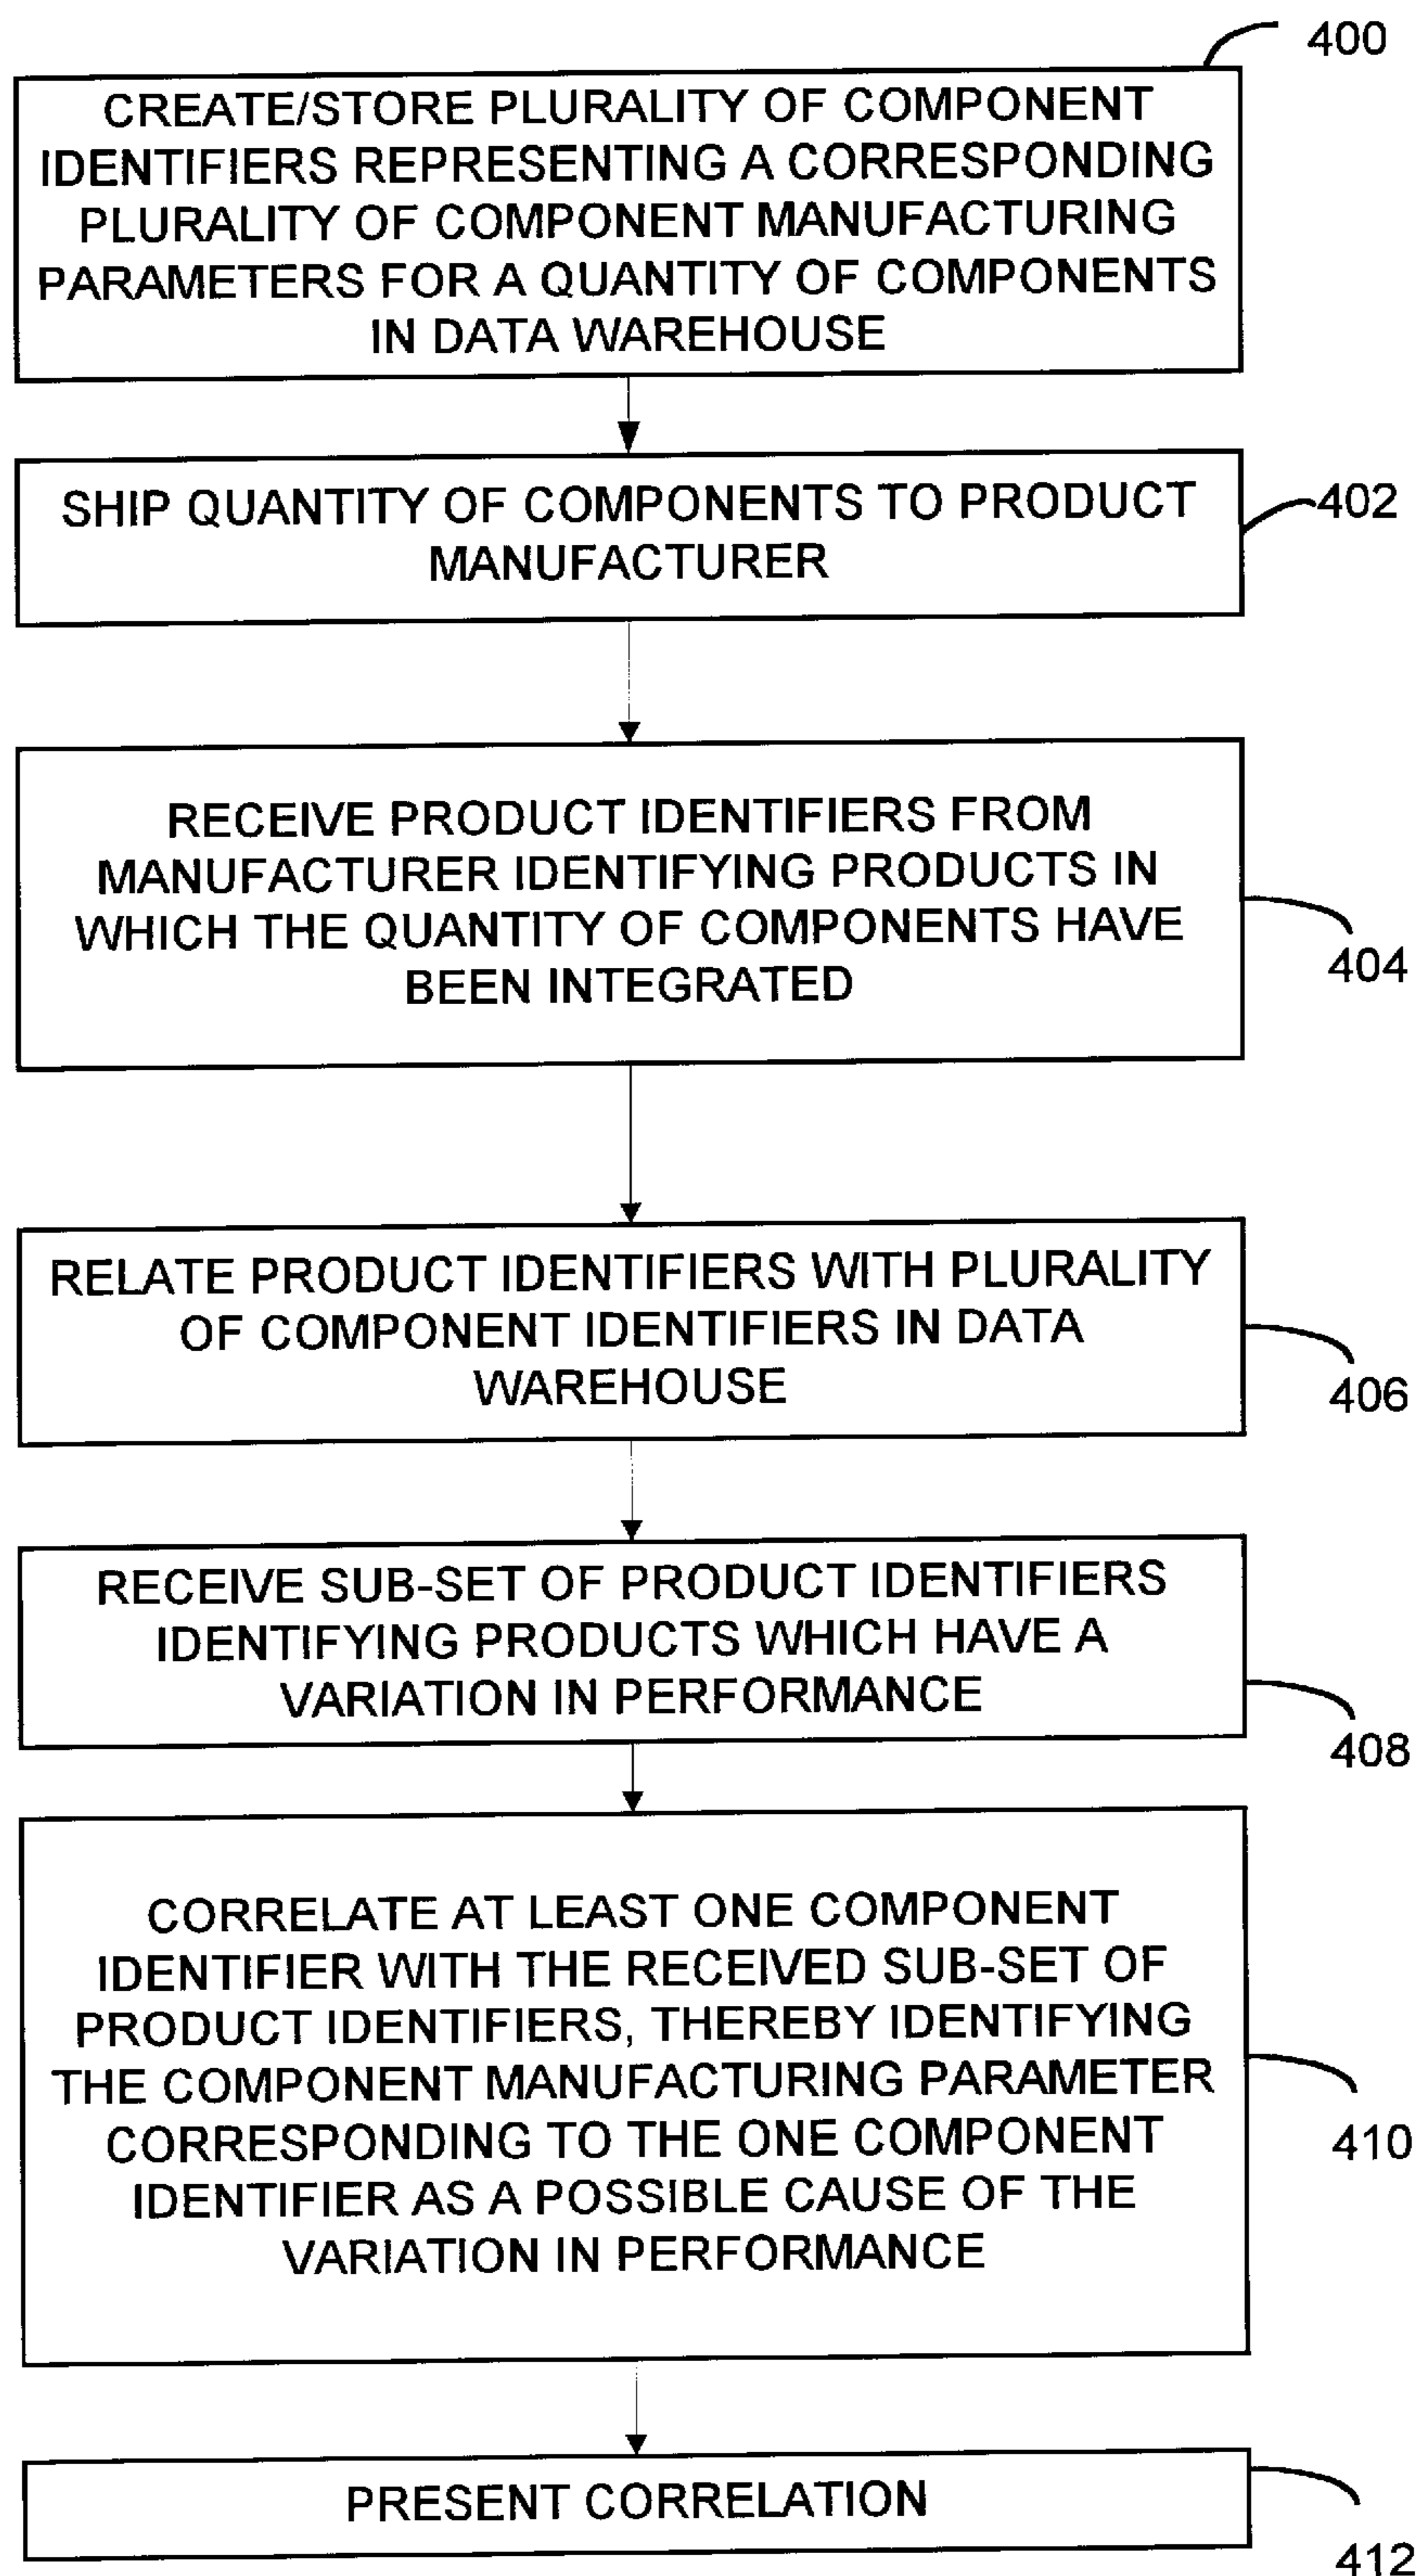 400
CREATE/STORE PLURALITY OF COMPONENT
IDENTIFIERS REPRESENTING A CORRESPONDING
PLURALITY OF COMPONENT MANUFACTURING
PARAMETERS FOR A QUANTITY OF COMPONENTS
IN DATA WAREHOUSE
SHIP QUANTITY OF COMPONENTS TO PRODUCT
MANUFACTURER
402
RECEIVE PRODUCT IDENTIFIERS FROM
MANUFACTURER IDENTIFYING PRODUCTS IN
WHICH THE QUANTITY OF COMPONENTS HAVE
BEEN INTEGRATED
404
RELATE PRODUCT IDENTIFIERS WITH PLURALITY
OF COMPONENT IDENTIFIERS IN DATA
WAREHOUSE
406
RECEIVE SUB-SET OF PRODUCT IDENTIFIERS
IDENTIFYING PRODUCTS WHICH HAVE A
VARIATION IN PERFORMANCE
408
CORRELATE AT LEAST ONE COMPONENT
IDENTIFIER WITH THE RECEIVED SUB-SET OF
PRODUCT IDENTIFIERS, THEREBY IDENTIFYING
THE COMPONENT MANUFACTURING PARAMETER
CORRESPONDING TO THE ONE COMPONENT
IDENTIFIER AS A POSSIBLE CAUSE OF THE
VARIATION IN PERFORMANCE
410
PRESENT CORRELATION
412